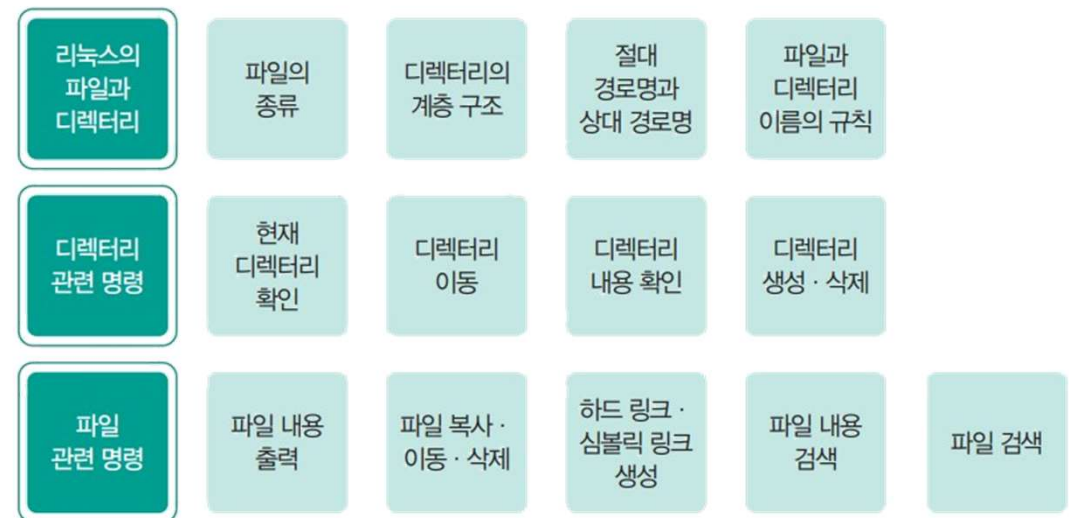 리눅스의
파일과
디렉터리
파일의
종류
디렉터리의
계층 구조
절대
경로명과
상대 경로명
파일과
디렉터리
이름의 규칙
디렉터리
관련 명령
현재
디렉터리
확인
디렉터리
이동
디렉터리
내용 확인
디렉터리
생성 · 삭제
파일
관련 명령
파일 내용
출력
파일 복사 ·
이동 · 삭제
하드 링크 ·
심볼릭 링크
생성
파일 내용
검색
파일 검색